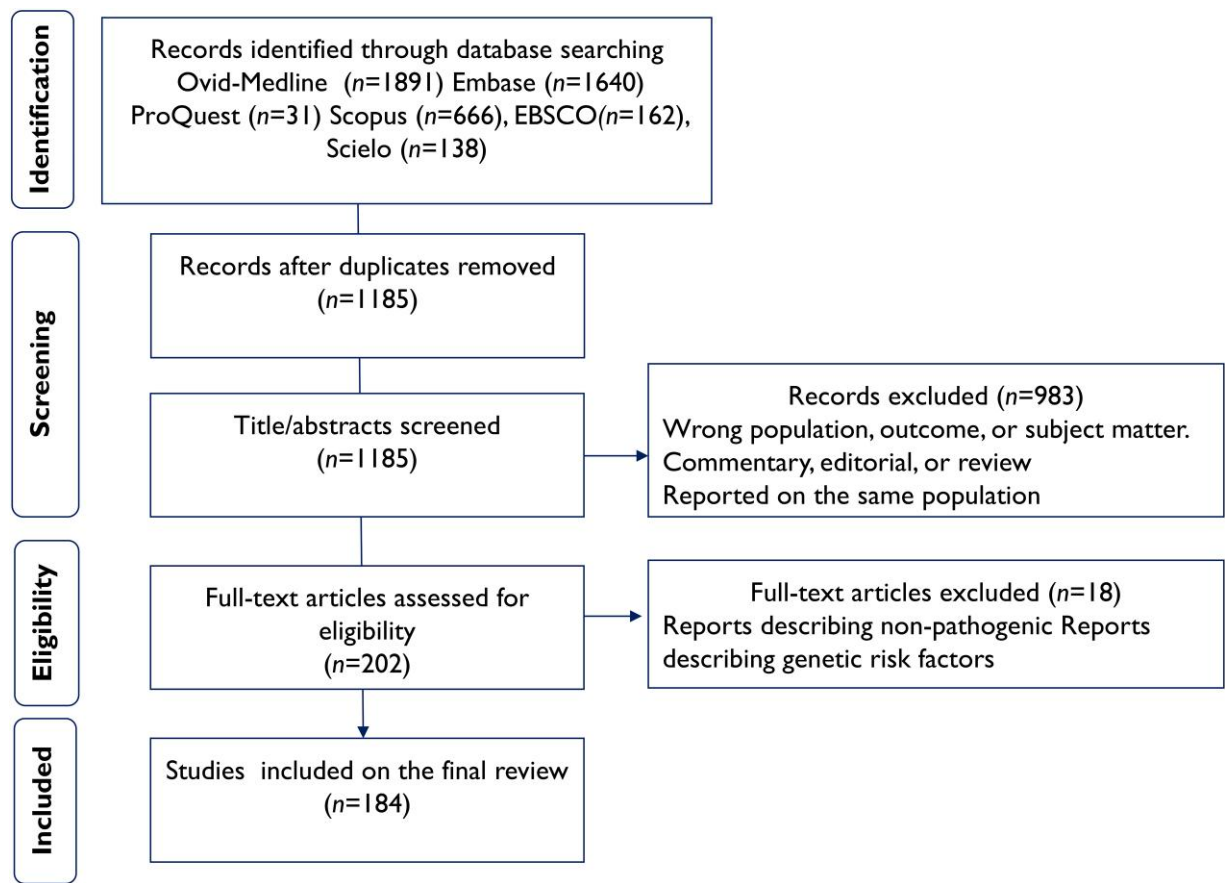 Identification
Records identified through database searching
Ovid-Medline (n=1891) Embase (n=1640)
ProQuest (n=31) Scopus (n=666), EBSCO(n=162),
Scielo (n=138)
Screening
Records after duplicates removed
(n=1185)
Title/abstracts screened
(n=1185)
Records excluded (n=983)
Wrong population, outcome, or subject matter.
Commentary, editorial, or review
Reported on the same population
Eligibility
Full-text articles assessed for
eligibility
(n=202)
Full-text articles excluded (n=18)
Reports describing non-pathogenic Reports
describing genetic risk factors
Included
Studies included on the final review
(n=184)